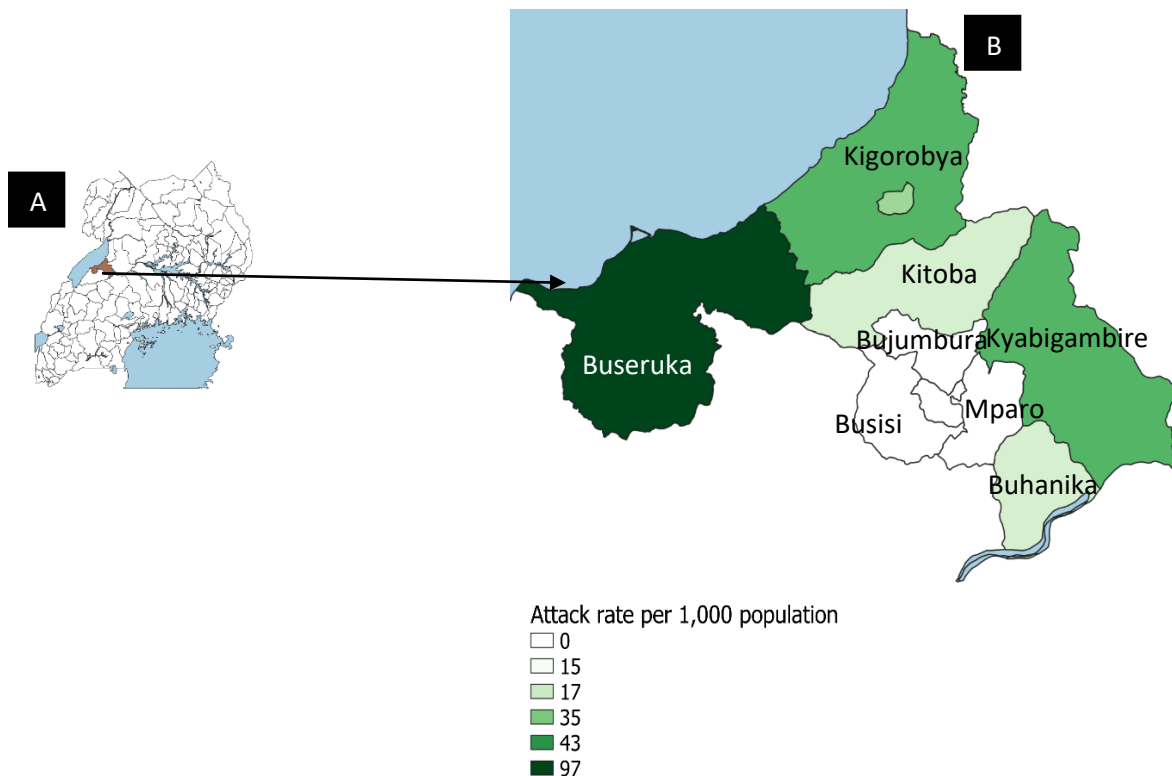 A
B
Kigorobya
Kitoba
Bujumbura
Kyabigambire
Buseruka
Busisi
Mparo
Buhanika
Attack rate per 1,000 population
0
15
17
35
43
97